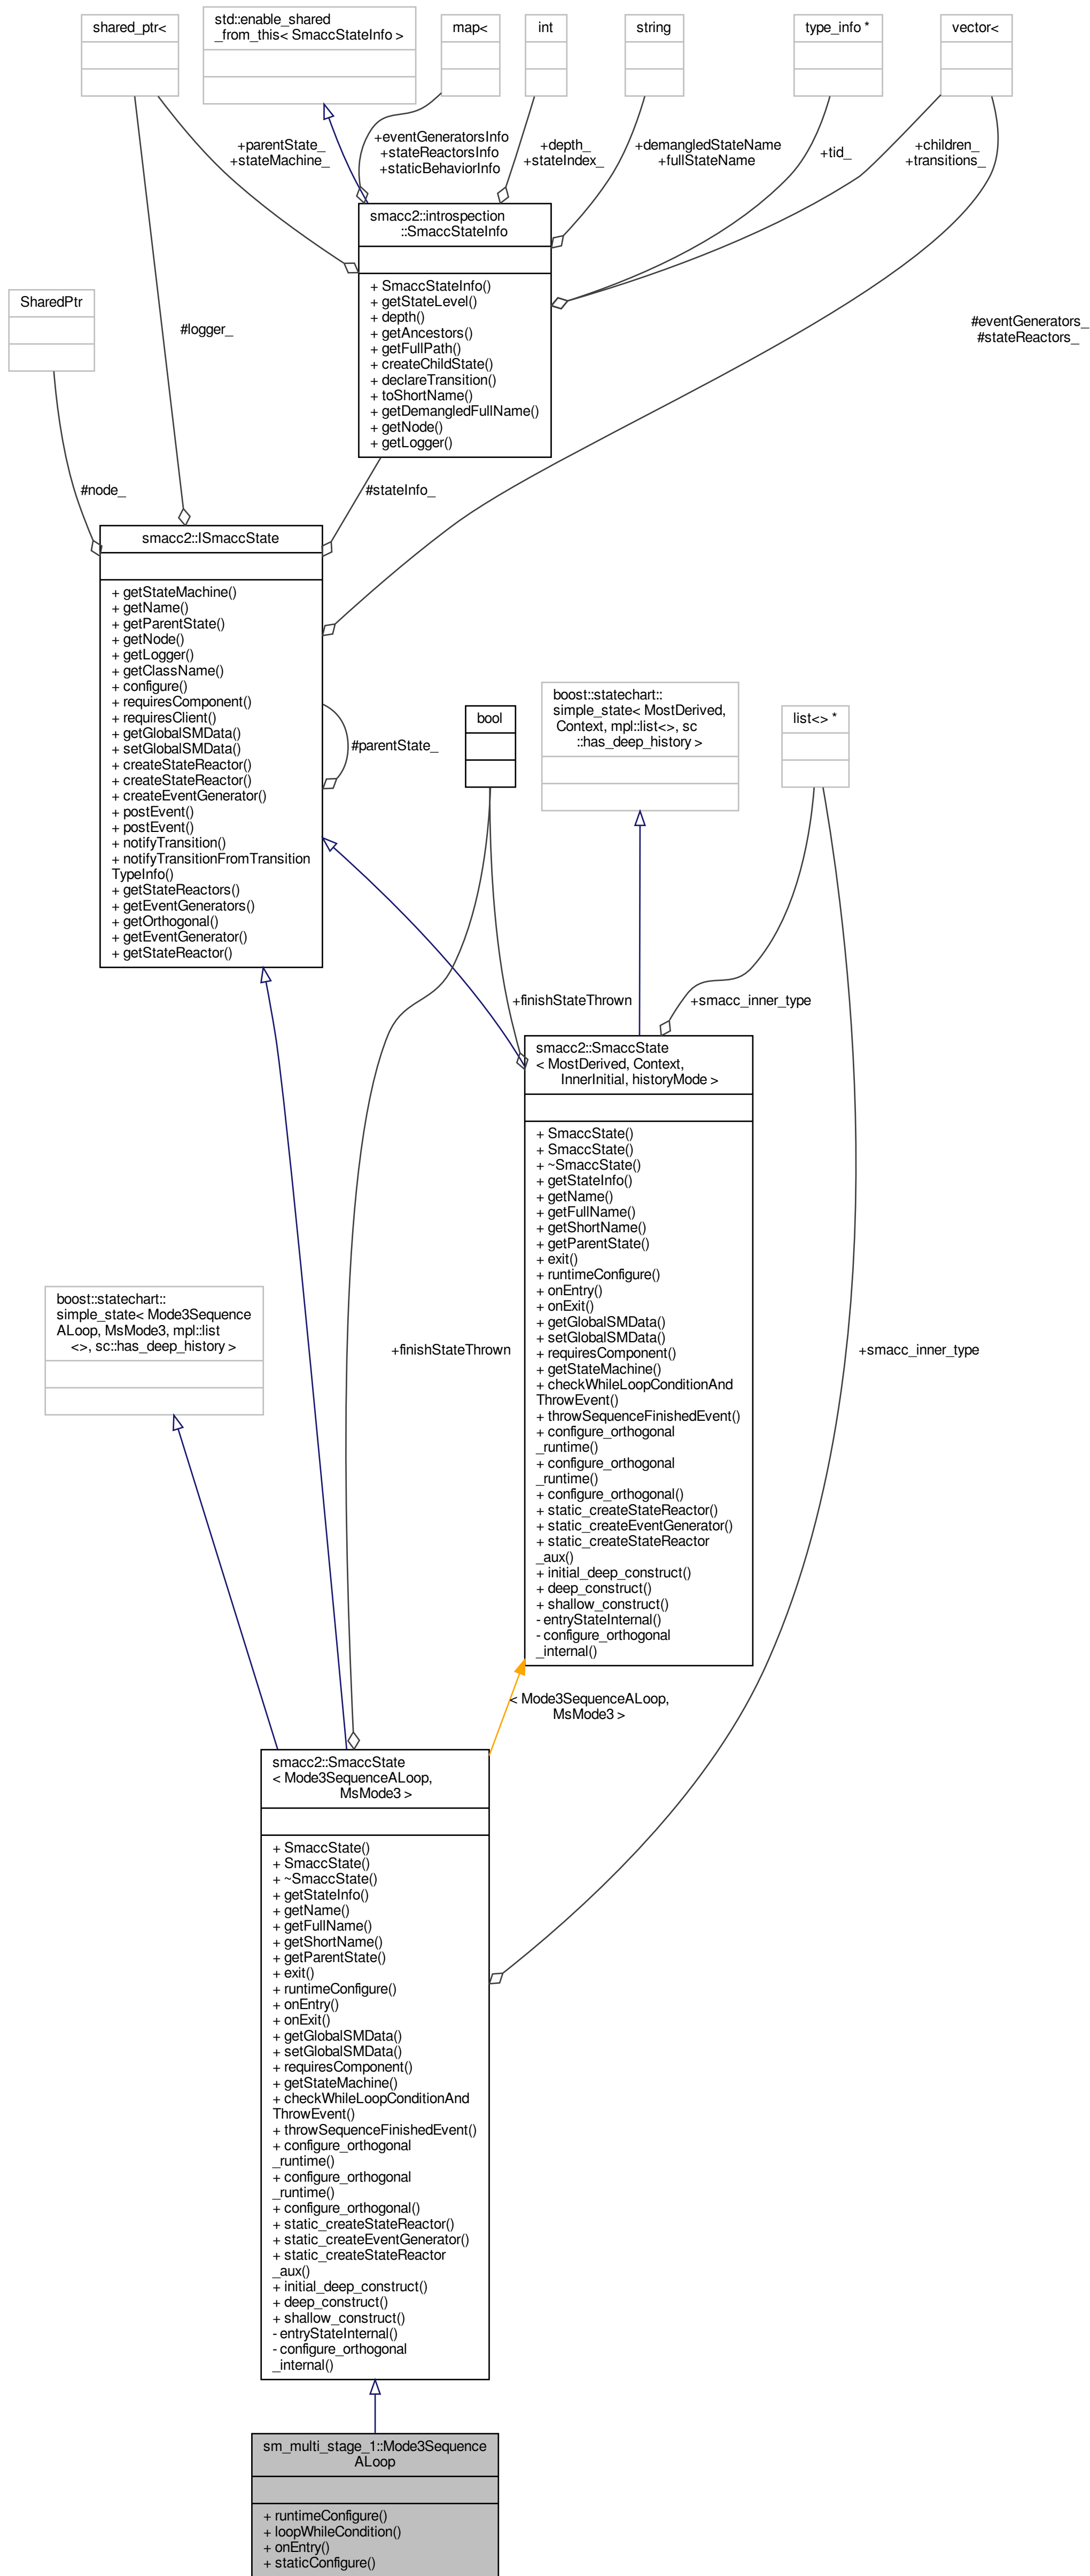 shared_ptr<
std::enable_shared
_from_this< SmaccStateInfo >
map<
int
string
type_info *
vector<
+parentState_
+stateMachine_
+eventGeneratorsInfo
+stateReactorsInfo
+staticBehaviorInfo
+depth_
+stateIndex_
+demangledStateName
+fullStateName
+tid_
+children_
+transitions_
smacc2::introspection
::SmaccStateInfo
+ SmaccStateInfo()
+ getStateLevel()
+ depth()
+ getAncestors()
+ getFullPath()
+ createChildState()
+ declareTransition()
+ toShortName()
+ getDemangledFullName()
+ getNode()
+ getLogger()
SharedPtr
#logger_
#eventGenerators_
#stateReactors_
#node_
#stateInfo_
smacc2::ISmaccState
+ getStateMachine()
+ getName()
+ getParentState()
+ getNode()
+ getLogger()
+ getClassName()
+ configure()
+ requiresComponent()
+ requiresClient()
+ getGlobalSMData()
+ setGlobalSMData()
+ createStateReactor()
+ createStateReactor()
+ createEventGenerator()
+ postEvent()
+ postEvent()
+ notifyTransition()
+ notifyTransitionFromTransition
TypeInfo()
+ getStateReactors()
+ getEventGenerators()
+ getOrthogonal()
+ getEventGenerator()
+ getStateReactor()
#parentState_
bool
boost::statechart::
simple_state< MostDerived,
Context, mpl::list<>, sc
::has_deep_history >
list<> *
+finishStateThrown
+smacc_inner_type
smacc2::SmaccState
< MostDerived, Context,
InnerInitial, historyMode >
+ SmaccState()
+ SmaccState()
+ ~SmaccState()
+ getStateInfo()
+ getName()
+ getFullName()
+ getShortName()
+ getParentState()
+ exit()
+ runtimeConfigure()
+ onEntry()
+ onExit()
+ getGlobalSMData()
+ setGlobalSMData()
+ requiresComponent()
+ getStateMachine()
+ checkWhileLoopConditionAnd
ThrowEvent()
+ throwSequenceFinishedEvent()
+ configure_orthogonal
_runtime()
+ configure_orthogonal
_runtime()
+ configure_orthogonal()
+ static_createStateReactor()
+ static_createEventGenerator()
+ static_createStateReactor
_aux()
+ initial_deep_construct()
+ deep_construct()
+ shallow_construct()
- entryStateInternal()
- configure_orthogonal
_internal()
boost::statechart::
simple_state< Mode3Sequence
ALoop, MsMode3, mpl::list
<>, sc::has_deep_history >
+finishStateThrown
+smacc_inner_type
< Mode3SequenceALoop,
MsMode3 >
smacc2::SmaccState
< Mode3SequenceALoop,
MsMode3 >
+ SmaccState()
+ SmaccState()
+ ~SmaccState()
+ getStateInfo()
+ getName()
+ getFullName()
+ getShortName()
+ getParentState()
+ exit()
+ runtimeConfigure()
+ onEntry()
+ onExit()
+ getGlobalSMData()
+ setGlobalSMData()
+ requiresComponent()
+ getStateMachine()
+ checkWhileLoopConditionAnd
ThrowEvent()
+ throwSequenceFinishedEvent()
+ configure_orthogonal
_runtime()
+ configure_orthogonal
_runtime()
+ configure_orthogonal()
+ static_createStateReactor()
+ static_createEventGenerator()
+ static_createStateReactor
_aux()
+ initial_deep_construct()
+ deep_construct()
+ shallow_construct()
- entryStateInternal()
- configure_orthogonal
_internal()
sm_multi_stage_1::Mode3Sequence
ALoop
+ runtimeConfigure()
+ loopWhileCondition()
+ onEntry()
+ staticConfigure()